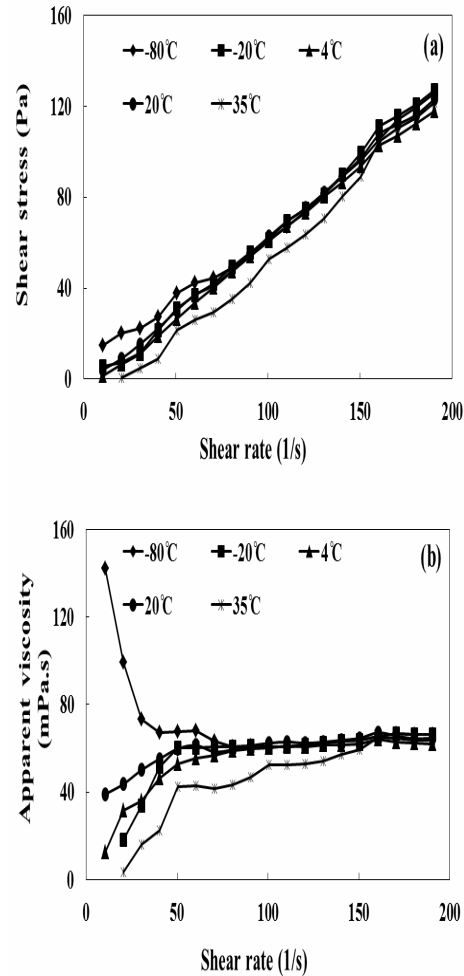 160
(a)
-80℃ -20℃ 4℃
120
20℃ 35℃
80
40
0
Shear stress (Pa)
0 50 100 150 200
Shear rate (1/s)
160
(b)
-80℃ -20℃ 4℃
120
20℃ 35℃
80
40
0
Apparent viscosity
(mPa.s)
0 50 100 150 200
Shear rate (1/s)